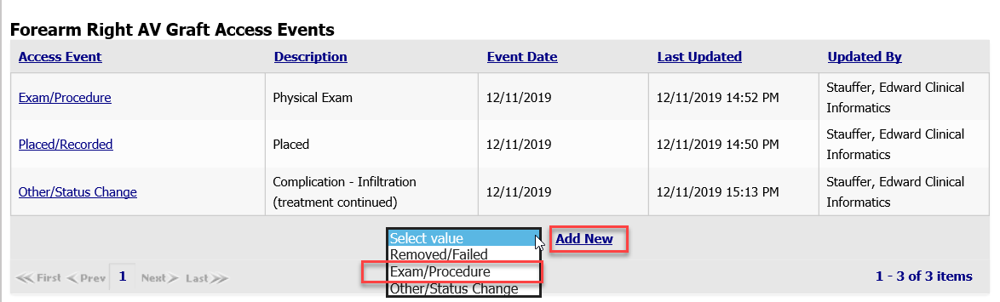 Forearm Right AV Graft Access Events
Access Event Description Event Date Last Updated Updated By
Exam/Procedure Physical Exam 12/11/2019 12/11/2019 14:52 PM Stauffer, Edward Clinical
Informatics
Placed/Recorded Placed 12/11/2019 12/11/2019 14:50 PM Stauffer, Edward Clinical
Informatics
Other/Status Change Complication - Infiltration 12/11/2019 12/11/2019 15:13 PM Stauffer, Edward Clinical
(treatment continued) Informatics
Select value Add New
Removed/Failed
Exam/Procedure
Other/Status Change
First Prev 1 Next Last 1 - 3 of 3 items